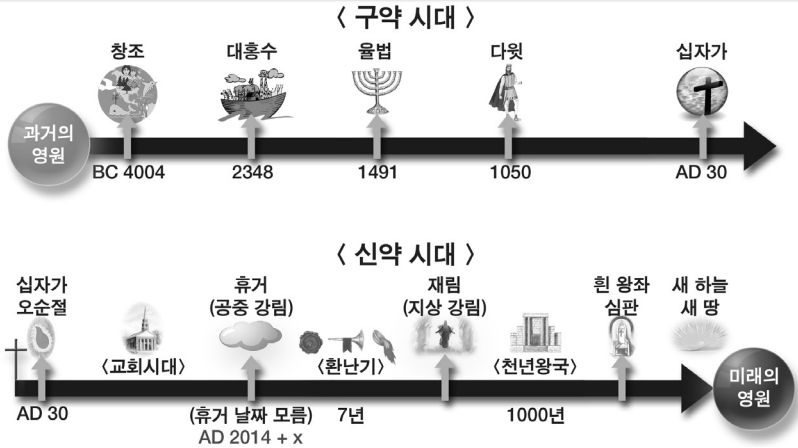 〈 구약 시대 〉
창조 대홍수 율법 다윗 십자가
과거의
영원
BC 4004 2348 1491 1050 AD 30
〈 신약 시대 〉
십자가 휴거 재림 흰 왕좌 새 하늘
오순절 (공중 강림) (지상 강림) 심판 새 땅
〈교회시대〉 〈환난기〉 〈천년왕국〉
미래의
영원
AD 30 (휴거 날짜 모름) 7년 1000년
AD 2014 + x